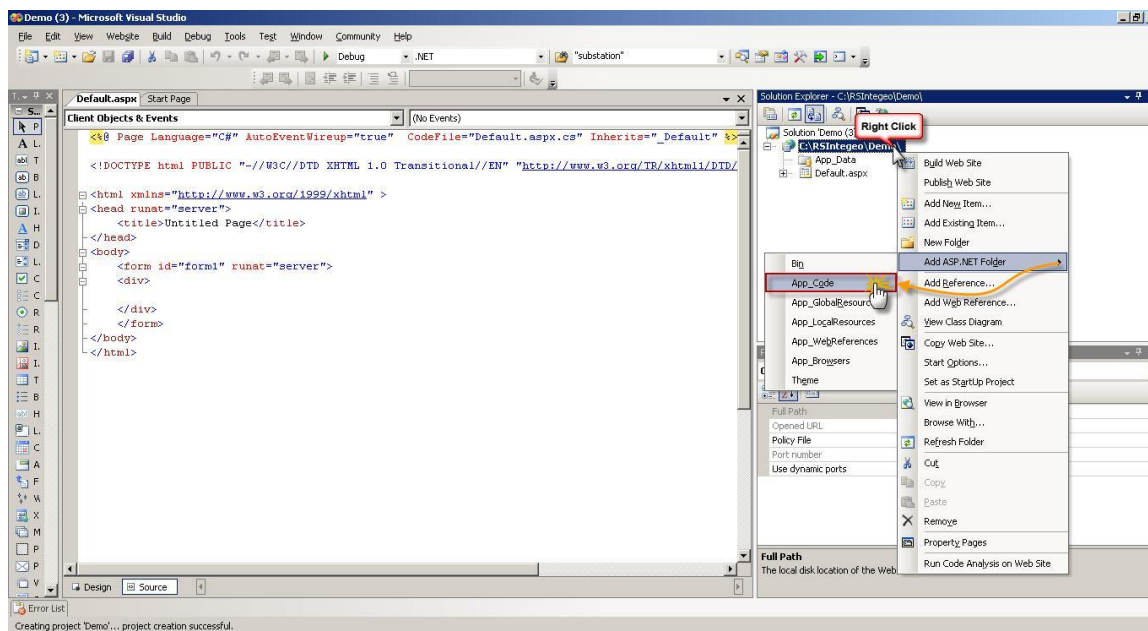 Demo (3) - Microsoft Visual Studio
File Edit View Website Build Debug Tools Test Window Community Help
Debug .NET "substation"
T...
S...
P
A L.
abl T
ab B
ab L.
I.
A H
D
L.
C
C
R
R
I.
I.
T
B
abl H
L.
C
A
F
W
X
M
P
P
V
Default.aspx Start Page
Client Objects & Events (No Events)
<%@ Page Language="C#" AutoEventWireup="true" CodeFile="Default.aspx.cs" Inherits="_Default" %>
<!DOCTYPE html PUBLIC "-//W3C//DTD XHTML 1.0 Transitional//EN" "http://www.w3.org/TR/xhtml1/DTD/
<html xmlns="http://www.w3.org/1999/xhtml" >
<head runat="server">
<title>Untitled Page</title>
</head>
<body>
<form id="form1" runat="server">
<div>
</div>
</form>
</body>
</html>
Design Source
Solution Explorer - C:\RSIntegeo\Demo\
Solution 'Demo (3
Right Click
C:\RSIntegeo\Demo\
App_Data
Default.aspx
Build Web Site
Publish Web Site
Add New Item...
Add Existing Item...
New Folder
Add ASP.NET Folder
Add Reference...
Add Web Reference...
View Class Diagram
Copy Web Site...
Start Options...
Set as StartUp Project
View in Browser
Browse With...
Refresh Folder
Cut
Copy
Paste
Remove
Property Pages
Run Code Analysis on Web Site
Bin
App_Code
App_GlobalResourc
App_LocalResources
App_WebReferences
App_Browsers
Theme
Full Path
Opened URL
Policy File
Port number
Use dynamic ports
Full Path
The local disk location of the Web
Error List
Creating project 'Demo'... project creation successful.